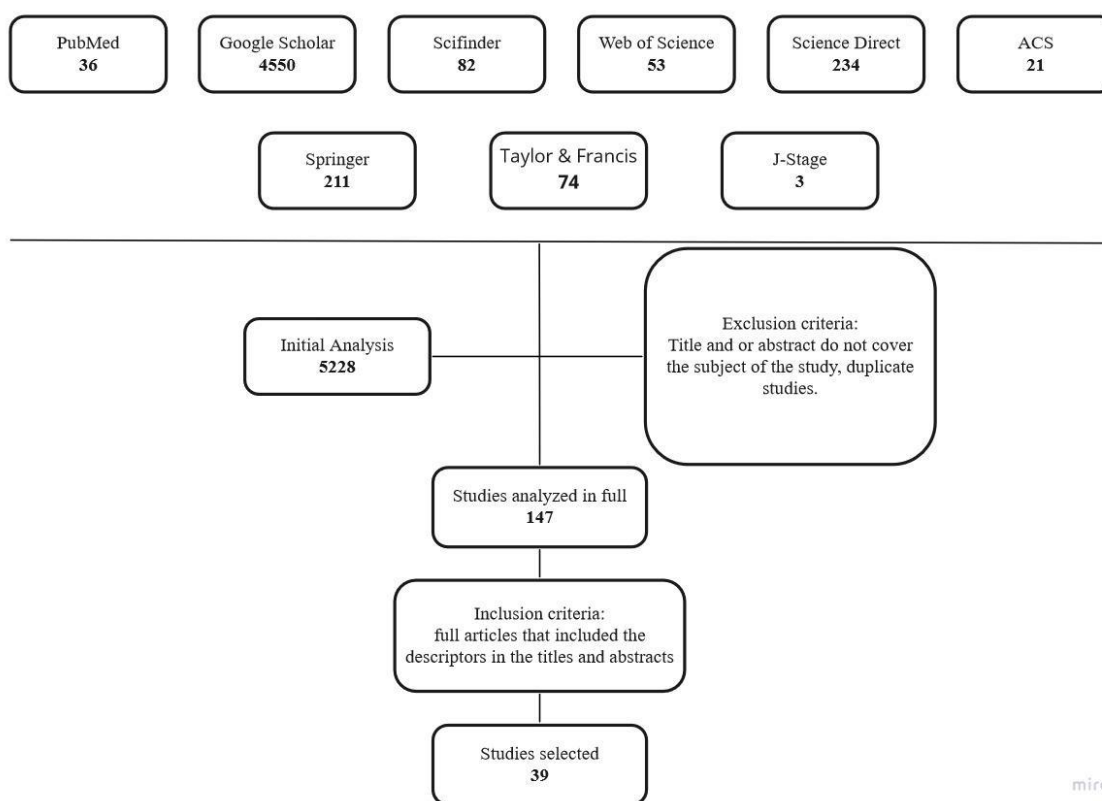 PubMed
36
Google Scholar
4550
Scifinder
82
Web of Science
53
Science Direct
234
ACS
21
Springer
211
Taylor & Francis
74
J-Stage
3
Initial Analysis
5228
Exclusion criteria:
Title and or abstract do not cover
the subject of the study, duplicate
studies.
Studies analyzed in full
147
Inclusion criteria:
full articles that included the
descriptors in the titles and abstracts
Studies selected
39